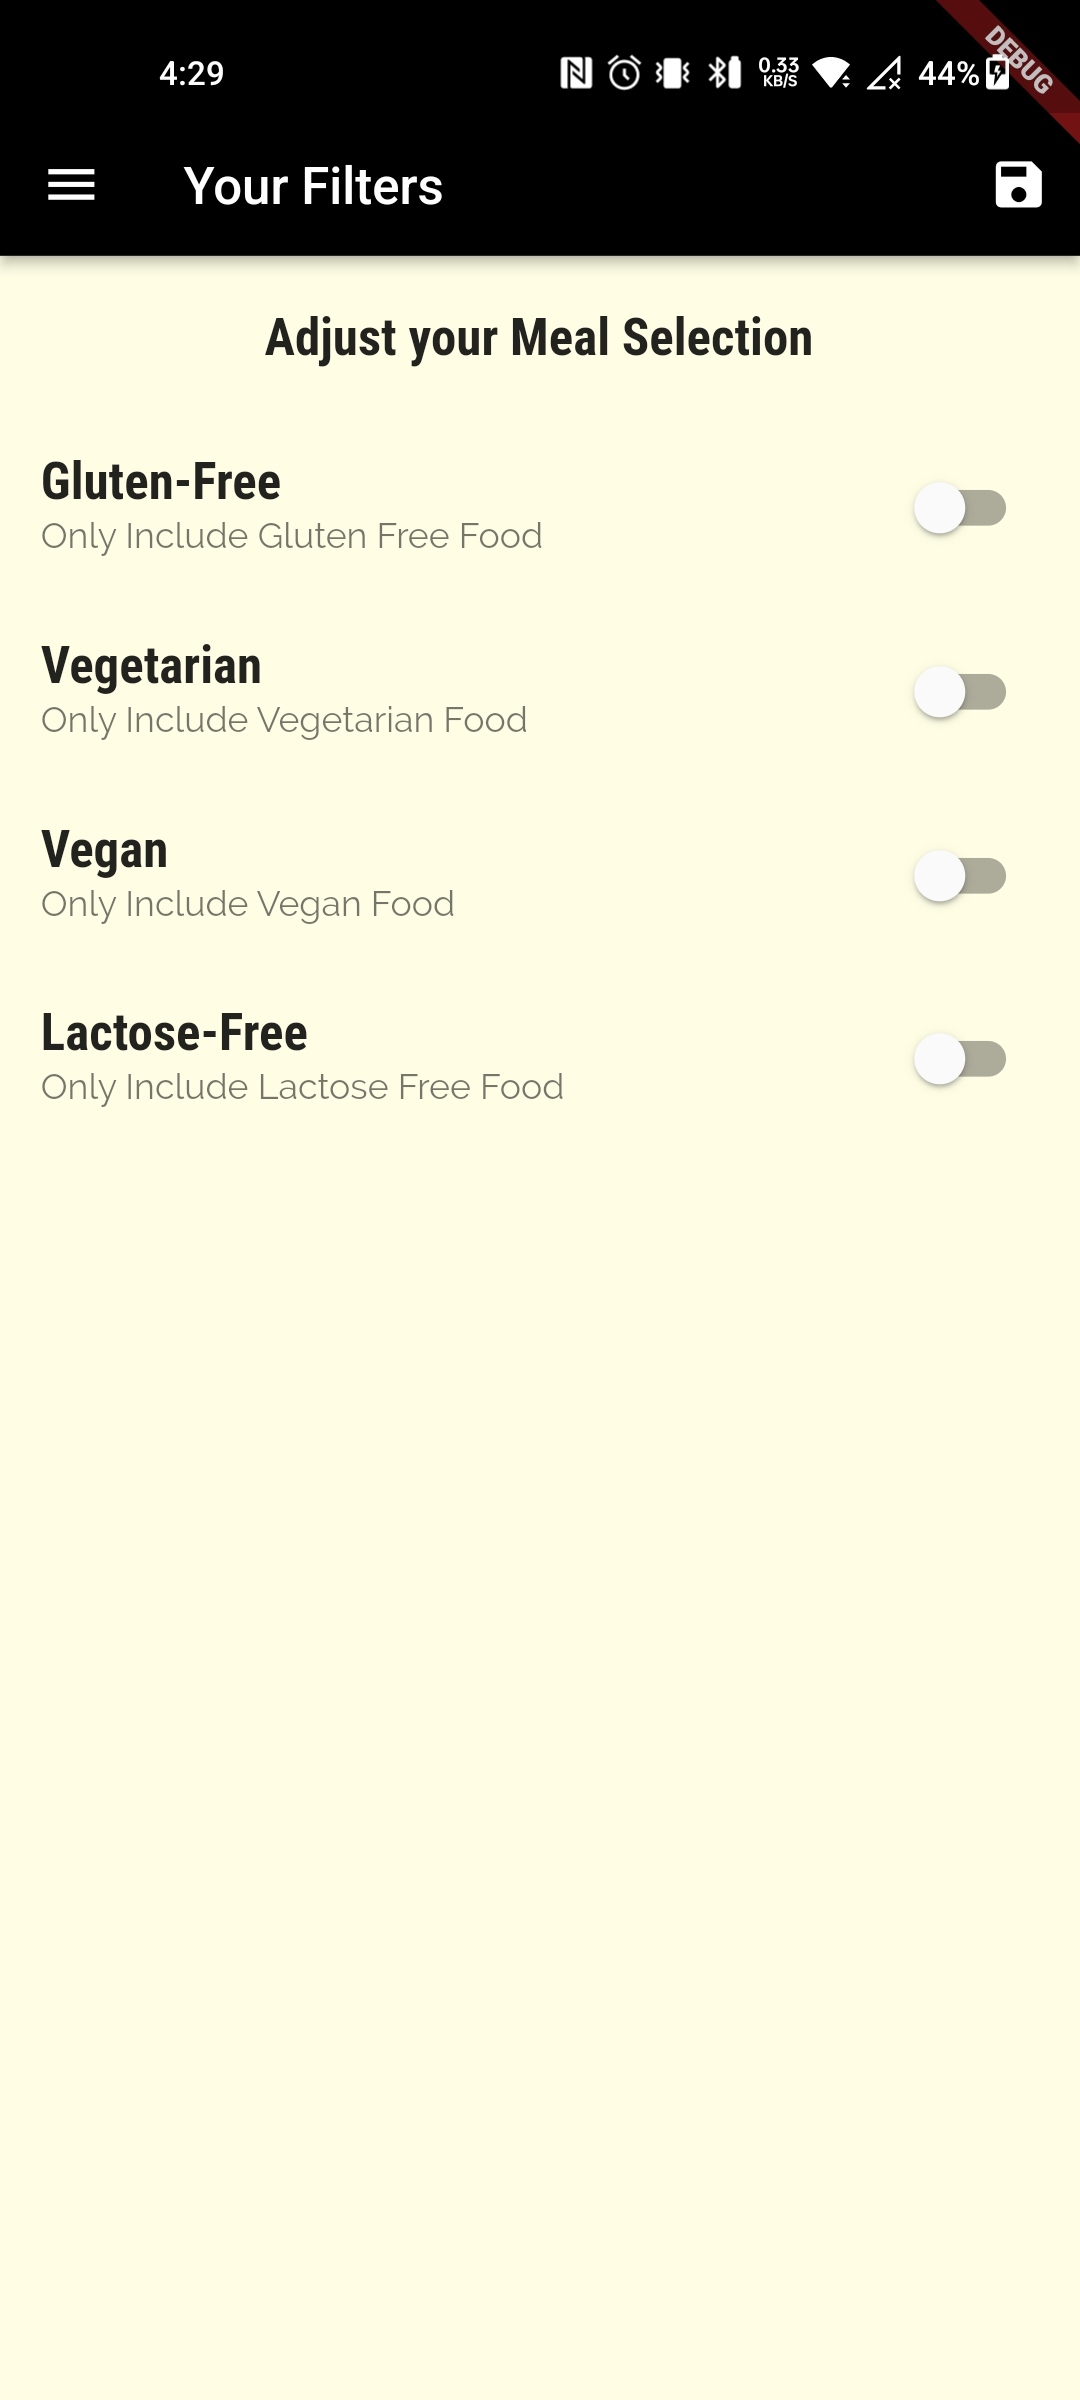 4:29
0.33
KB/S
44%
DEBUG
Your Filters
Adjust your Meal Selection
Gluten-Free
Only Include Gluten Free Food
Vegetarian
Only Include Vegetarian Food
Vegan
Only Include Vegan Food
Lactose-Free
Only Include Lactose Free Food